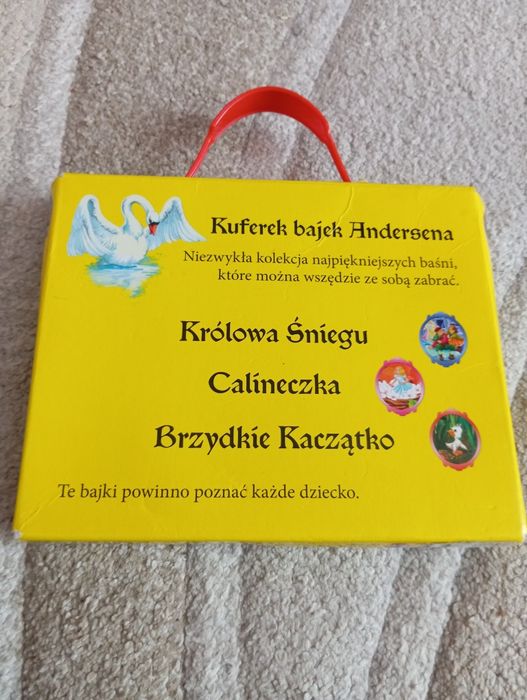 Kuferek bajek Andersena
Niezwykła kolekcja najpiękniejszych baśni,
które można wszędzie ze sobą zabrać.
Królowa Śniegu
Calineczka
Brzydkie Kaczątko
Te bajki powinno poznać każde dziecko.